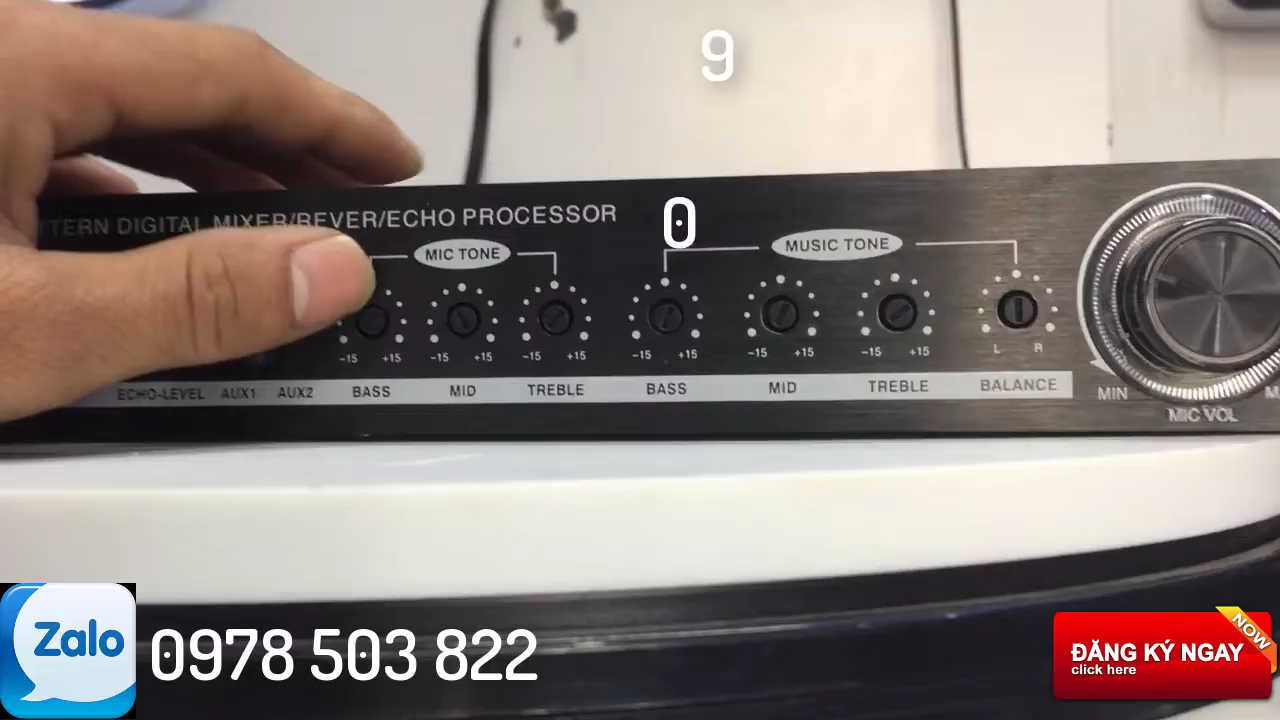 9
TERN DIGITAL MIXER/REVER/ECHO PROCESSOR
0
MIC TONE
MUSIC TONE
-15 +15 -15 +15 -15 +15 -15 +15 -15 +15 -15 +15 L R
ECHO-LEVEL AUX1 AUX2 BASS MID TREBLE BASS MID TREBLE BALANCE
MIN
MIC VOL
Zalo
0978 503 822
NOW
ĐĂNG KÝ NGAY
click here